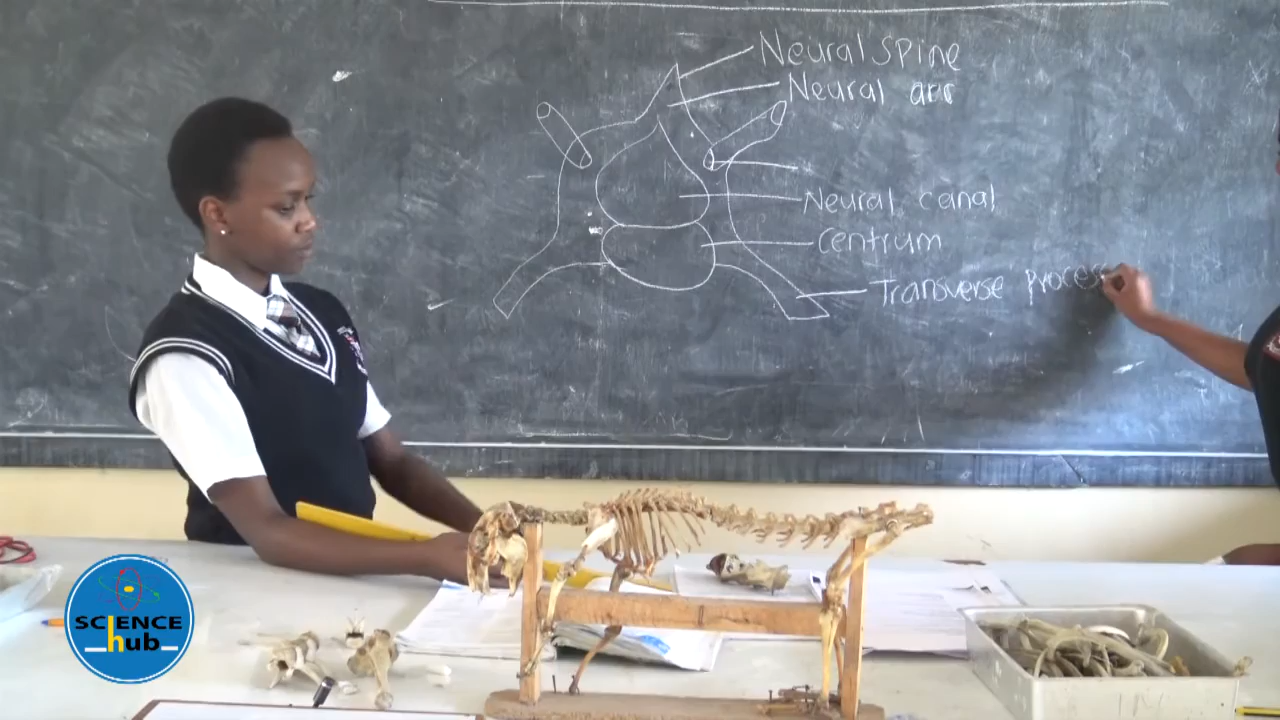 Neural spine
Neural arc
Neural canal
Centrum
Transverse process
SCIENCE
hub